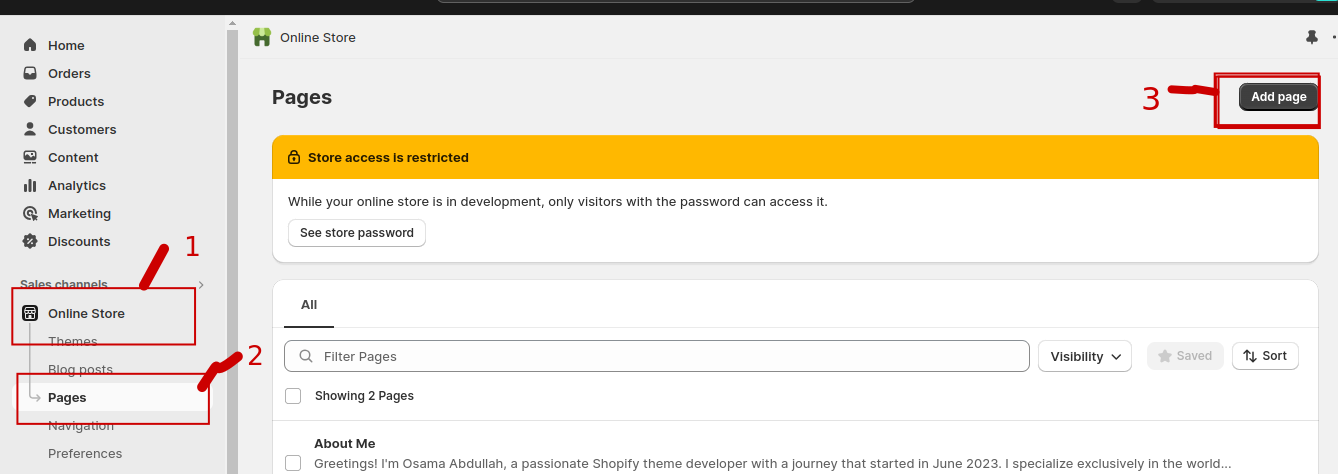 Home
Orders
Products
Customers
Content
Analytics
Marketing
Discounts
1
Sales channels
Online Store
Themes
2
Blog posts
Pages
Navigation
Preferences
Online Store
Pages
3
Add page
Store access is restricted
While your online store is in development, only visitors with the password can access it.
See store password
All
Filter Pages
Visibility
Saved
Sort
Showing 2 Pages
About Me
Greetings! I'm Osama Abdullah, a passionate Shopify theme developer with a journey that started in June 2023. I specialize exclusively in the world...